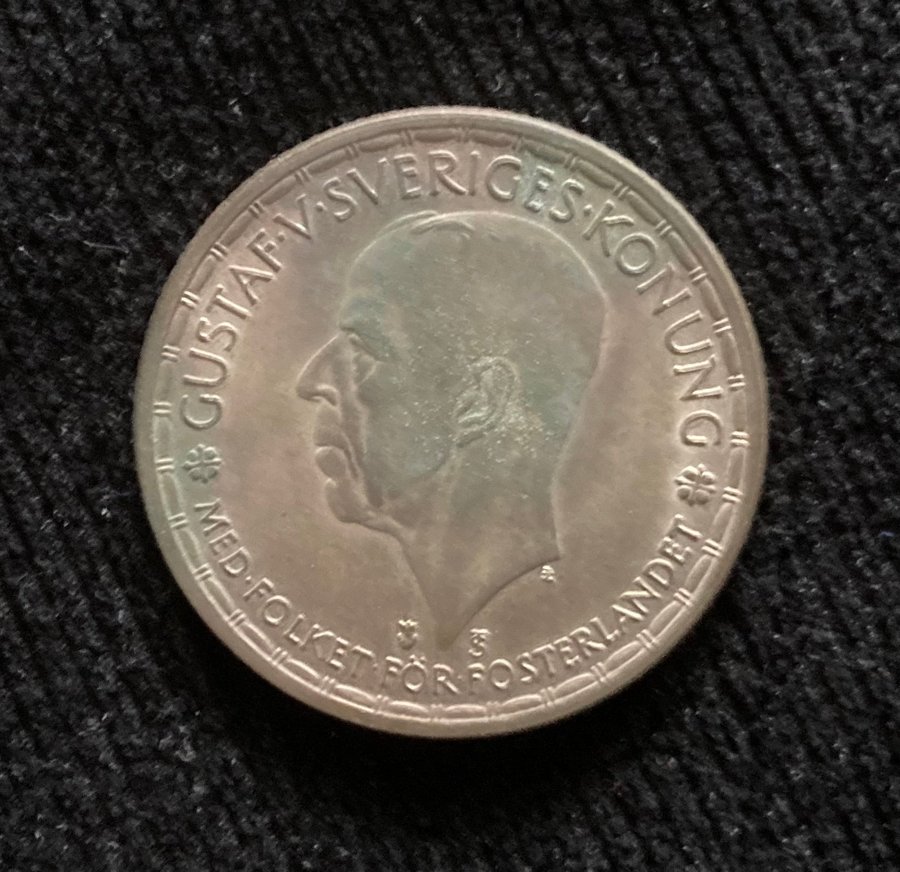 GUSTAF·V·SVERIGES·KONUNG
MED·FOLKET·FÖR·FOSTERLANDET